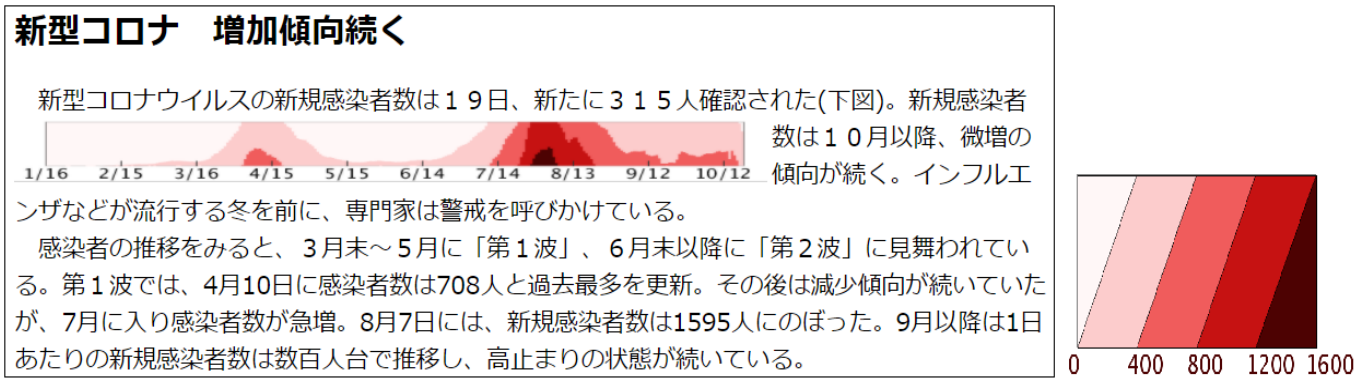 新型コロナ　増加傾向続く
　新型コロナウイルスの新規感染者数は１９日、新たに３１５人確認された(下図)。新規感染者
数は１０月以降、微増の
1/16 2/15 3/16 4/15 5/15 6/14 7/14 8/13 9/12 10/12
傾向が続く。インフルエ
ンザなどが流行する冬を前に、専門家は警戒を呼びかけている。
　感染者の推移をみると、３月末～５月に「第１波」、６月末以降に「第２波」に見舞われてい
る。第１波では、4月10日に感染者数は708人と過去最多を更新。その後は減少傾向が続いていた
が、7月に入り感染者数が急増。8月7日には、新規感染者数は1595人にのぼった。9月以降は1日
あたりの新規感染者数は数百人台で推移し、高止まりの状態が続いている。
0 400 800 1200 1600